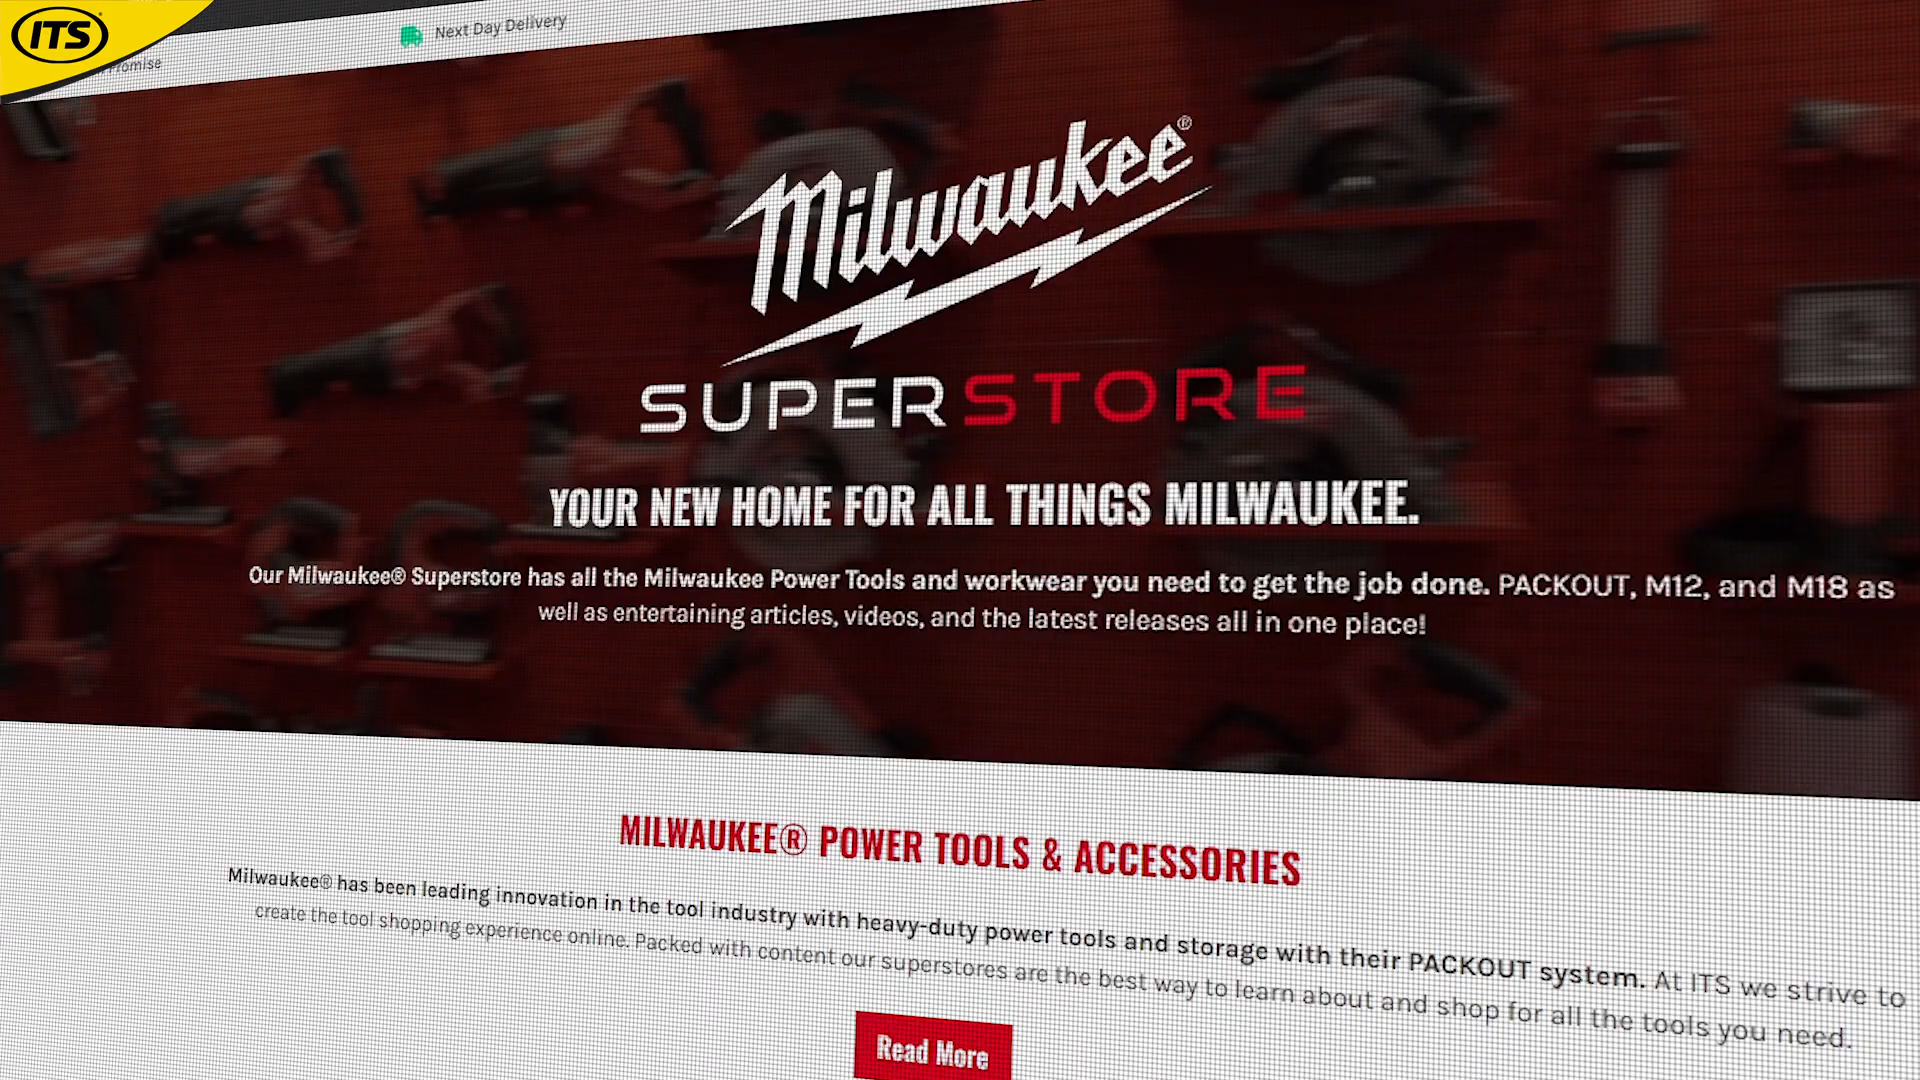 ITS
Next Day Delivery
Promise
Milwaukee®
SUPERSTORE
YOUR NEW HOME FOR ALL THINGS MILWAUKEE.
Our Milwaukee® Superstore has all the Milwaukee Power Tools and workwear you need to get the job done. PACKOUT, M12, and M18 as
well as entertaining articles, videos, and the latest releases all in one place!
MILWAUKEE® POWER TOOLS & ACCESSORIES
Milwaukee® has been leading innovation in the tool industry with heavy-duty power tools and storage with their PACKOUT system. At ITS we strive to
create the tool shopping experience online. Packed with content our superstores are the best way to learn about and shop for all the tools you need.
Read More